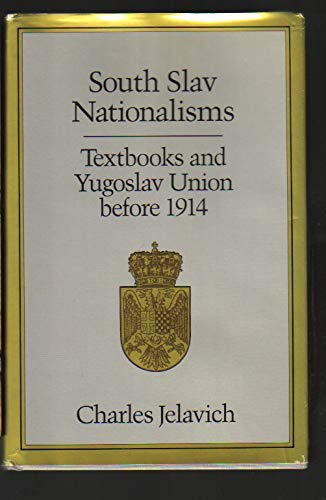 South Slav
Nationalisms
Textbooks and
Yugoslav Union
before 1914
Charles Jelavich